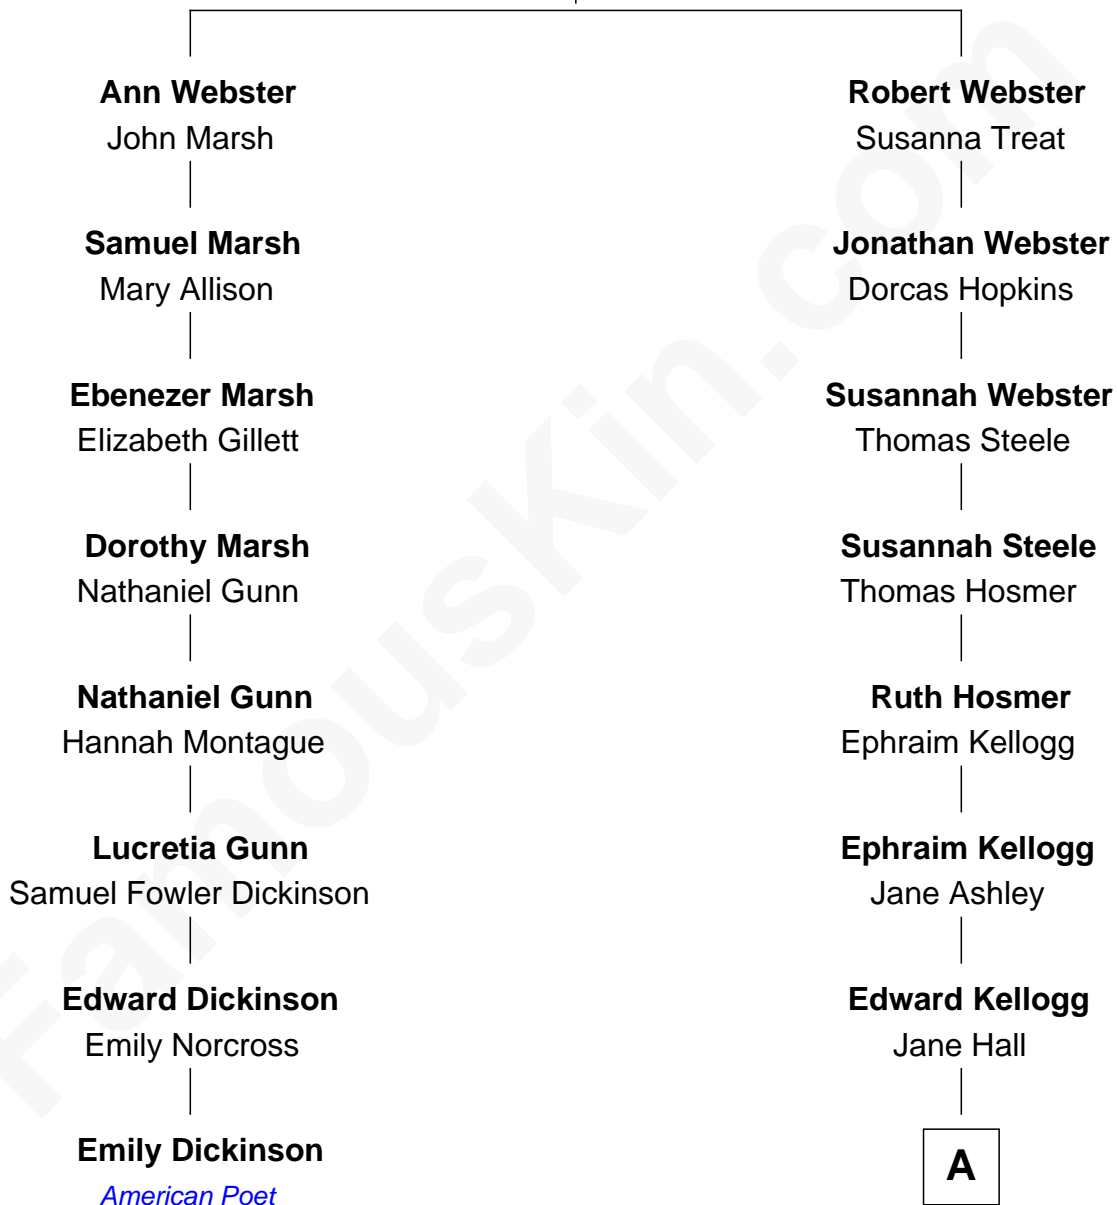 Ann Webster
John Marsh
Samuel Marsh
Mary Allison
Ebenezer Marsh
Elizabeth Gillett
Dorothy Marsh
Nathaniel Gunn
Nathaniel Gunn
Hannah Montague
Lucretia Gunn
Samuel Fowler Dickinson
Edward Dickinson
Emily Norcross
Emily Dickinson
American Poet
Robert Webster
Susanna Treat
Jonathan Webster
Dorcas Hopkins
Susannah Webster
Thomas Steele
Susannah Steele
Thomas Hosmer
Ruth Hosmer
Ephraim Kellogg
Ephraim Kellogg
Jane Ashley
Edward Kellogg
Jane Hall
A
FamousKin.com